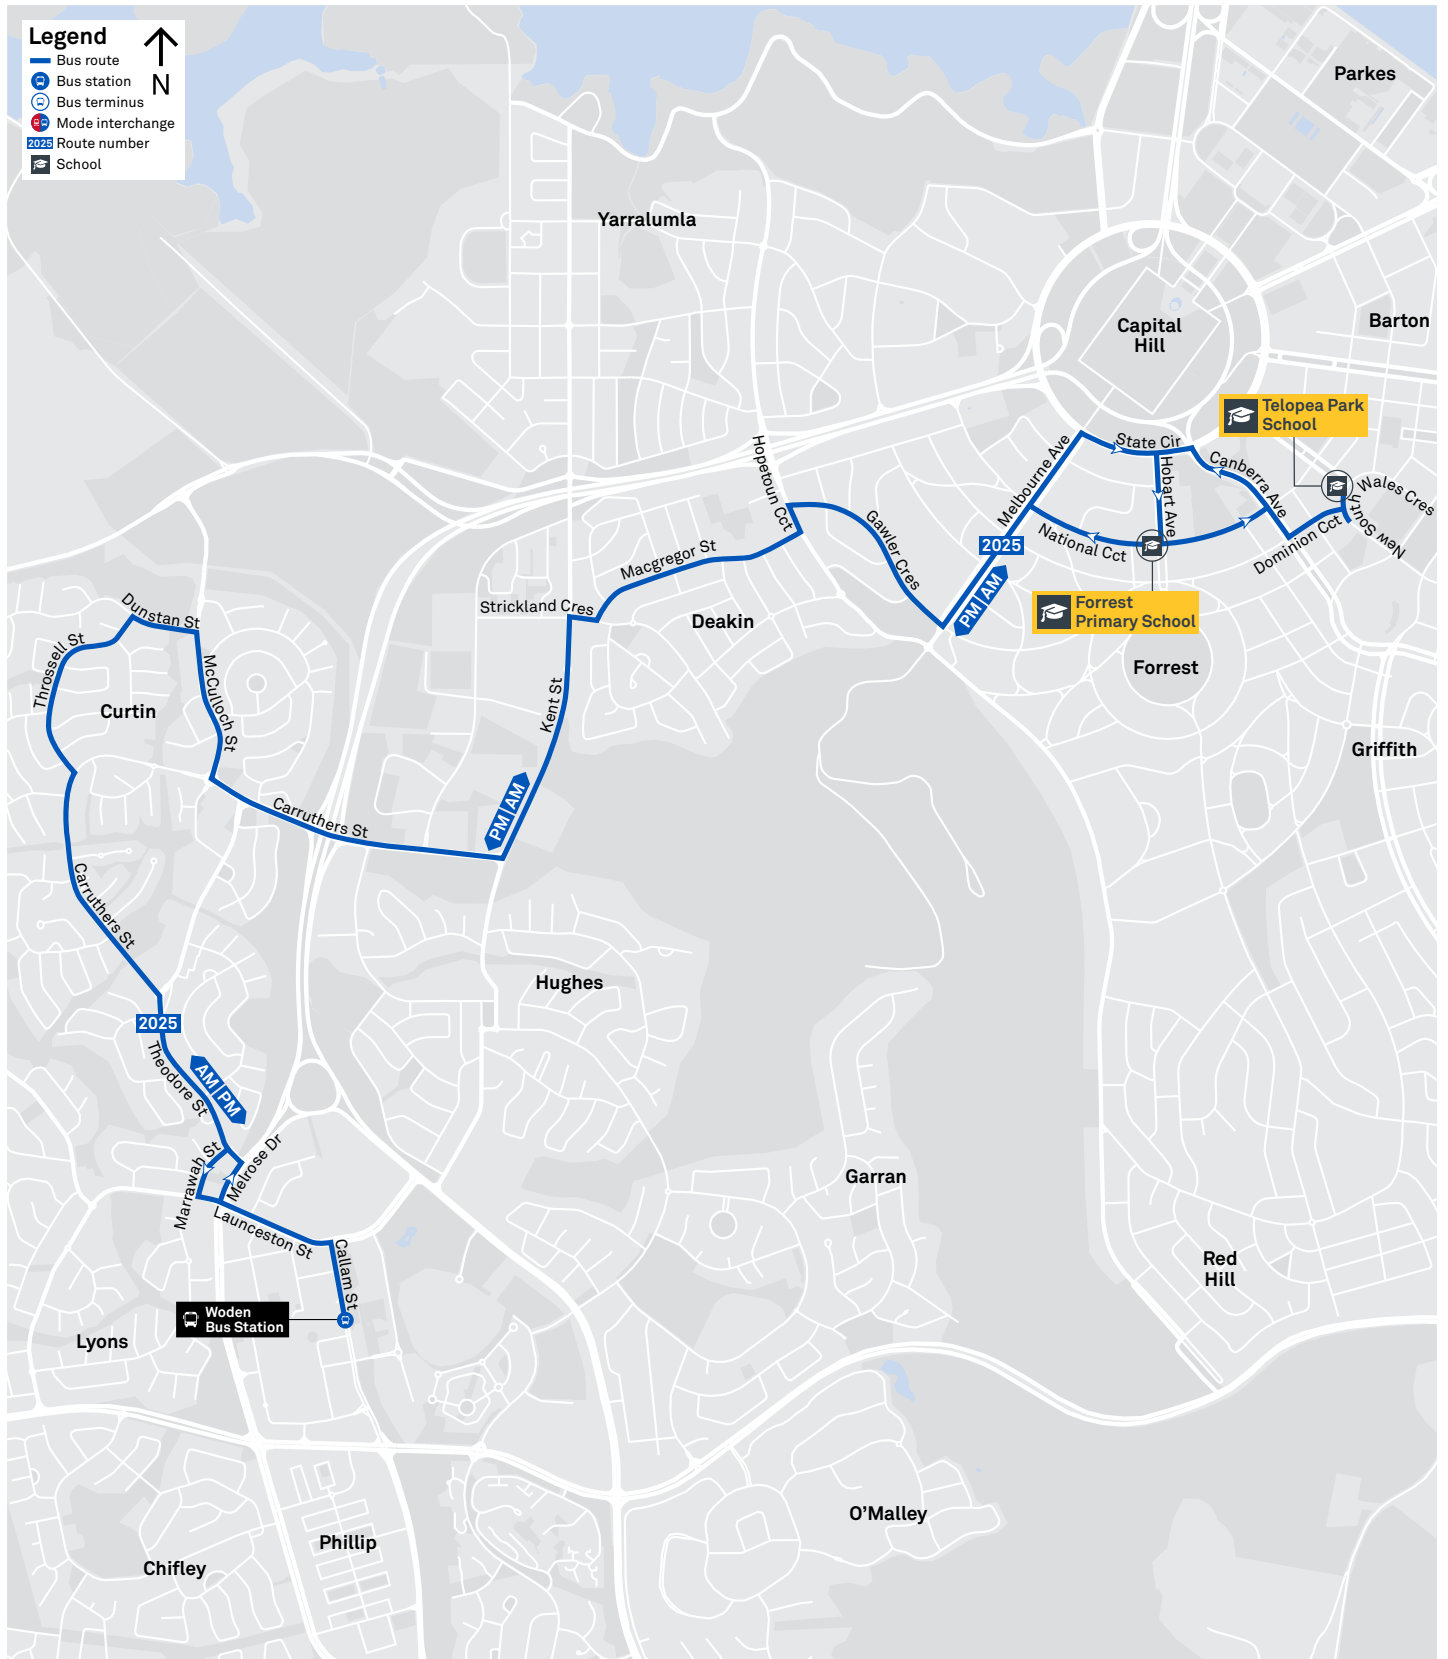 Legend
N
Bus route
Bus station
Bus terminus
Mode interchange
2025 Route number
School
Parkes
Yarralumla
Capital
Hill
Barton
Telopea Park
School
State Cir
Canberra Ave
Hobart Ave
Melbourne Ave
Wales Cres
New South
Dominion Cct
National Cct
2025
PM | AM
Forrest
Primary School
Forrest
Hopetoun Cct
Gawler Cres
Macgregor St
Strickland Cres
Deakin
Kent St
PM | AM
Dunstan St
Throssell St
McCulloch St
Curtin
Carruthers St
Griffith
Carruthers St
Hughes
2025
Theodore St
AM | PM
Marrawah St
Melrose Dr
Launceston St
Callam St
Woden
Bus Station
Garran
Red
Hill
Lyons
O'Malley
Phillip
Chifley